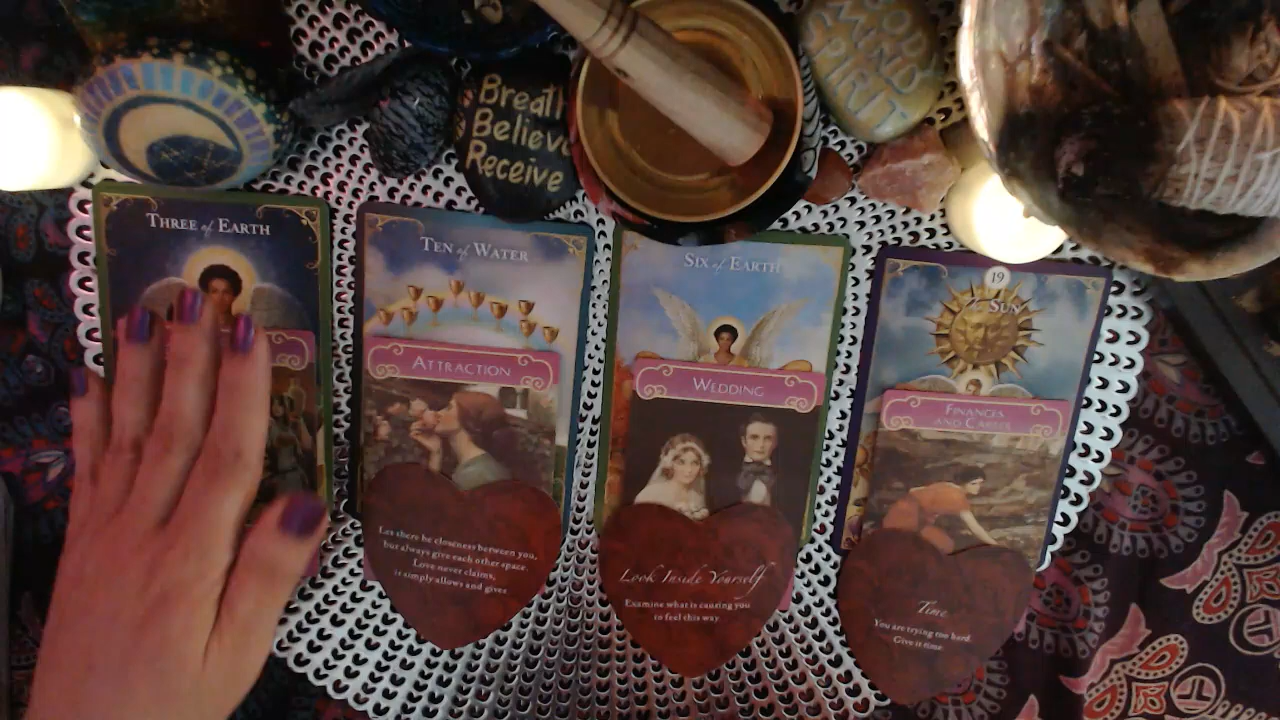 Breath
Believe
Receive
BODY
MIND
SPIRIT
THREE of EARTH
TEN of WATER
ATTRACTION
Let there be closeness between you,
but always give each other space.
Love never claims,
it simply allows and gives
SIX of EARTH
WEDDING
Look Inside Yourself
Examine what is causing you
to feel this way
19
The SUN
FINANCES
AND CAREER
Time
You are trying too hard.
Give it time.